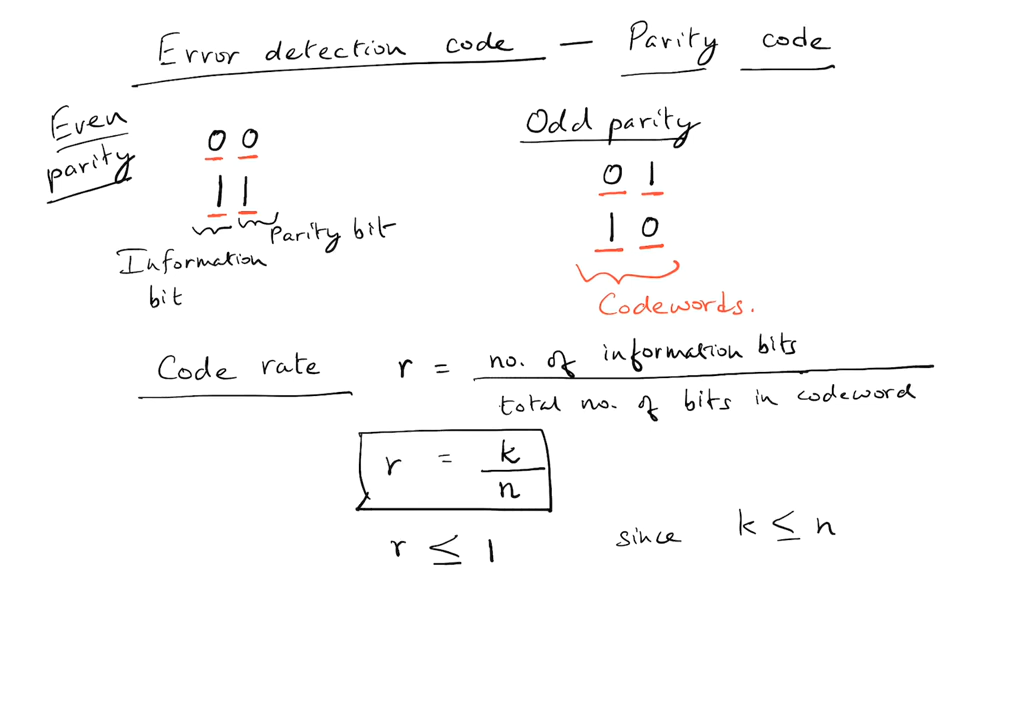 Error detection code — Parity code
Even
parity
0 0
1 1
Parity bit
Information
bit
Odd parity
0 1
1 0
Codewords.
Code rate r = no. of information bits
total no. of bits in codeword
r = k
n
r ≤ 1 since k ≤ n